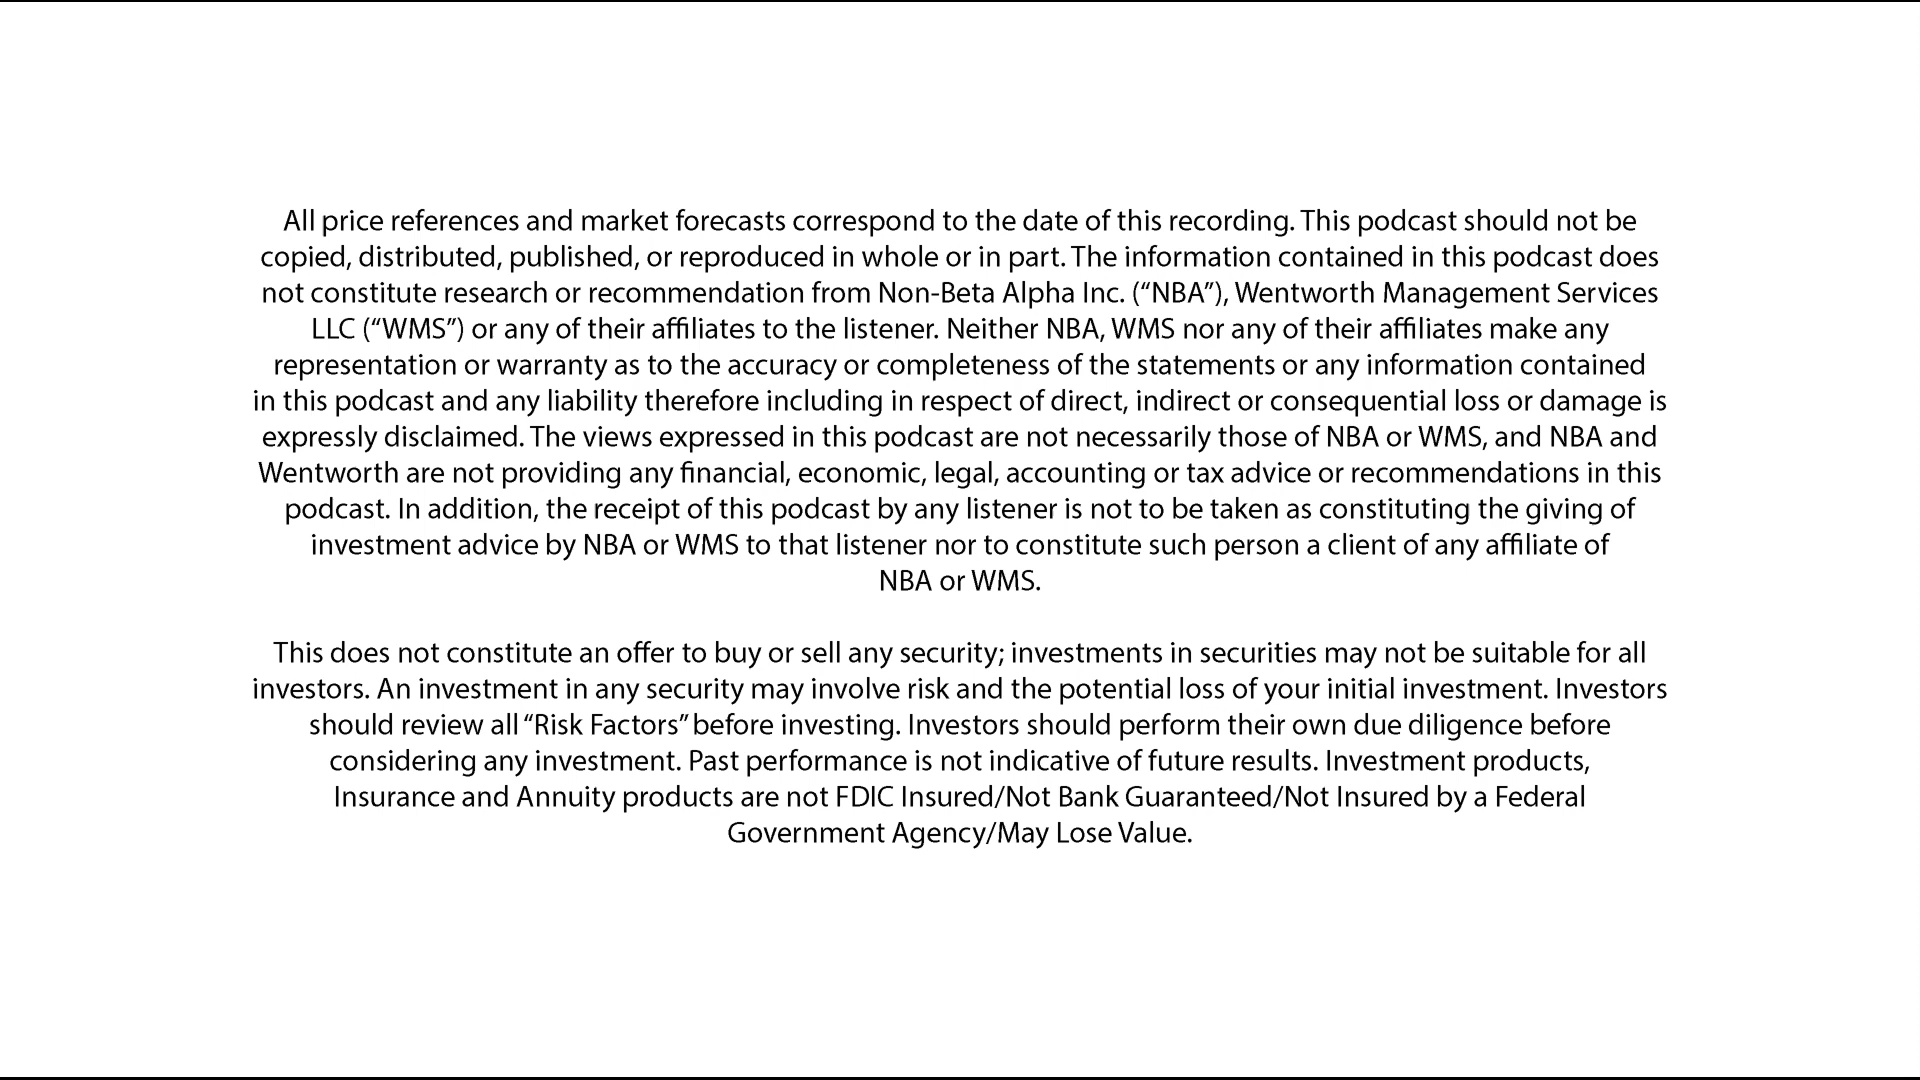 All price references and market forecasts correspond to the date of this recording. This podcast should not be
copied, distributed, published, or reproduced in whole or in part. The information contained in this podcast does
not constitute research or recommendation from Non-Beta Alpha Inc. (“NBA”), Wentworth Management Services
LLC (“WMS”) or any of their affiliates to the listener. Neither NBA, WMS nor any of their affiliates make any
representation or warranty as to the accuracy or completeness of the statements or any information contained
in this podcast and any liability therefore including in respect of direct, indirect or consequential loss or damage is
expressly disclaimed. The views expressed in this podcast are not necessarily those of NBA or WMS, and NBA and
Wentworth are not providing any financial, economic, legal, accounting or tax advice or recommendations in this
podcast. In addition, the receipt of this podcast by any listener is not to be taken as constituting the giving of
investment advice by NBA or WMS to that listener nor to constitute such person a client of any affiliate of
NBA or WMS.
This does not constitute an offer to buy or sell any security; investments in securities may not be suitable for all
investors. An investment in any security may involve risk and the potential loss of your initial investment. Investors
should review all “Risk Factors” before investing. Investors should perform their own due diligence before
considering any investment. Past performance is not indicative of future results. Investment products,
Insurance and Annuity products are not FDIC Insured/Not Bank Guaranteed/Not Insured by a Federal
Government Agency/May Lose Value.